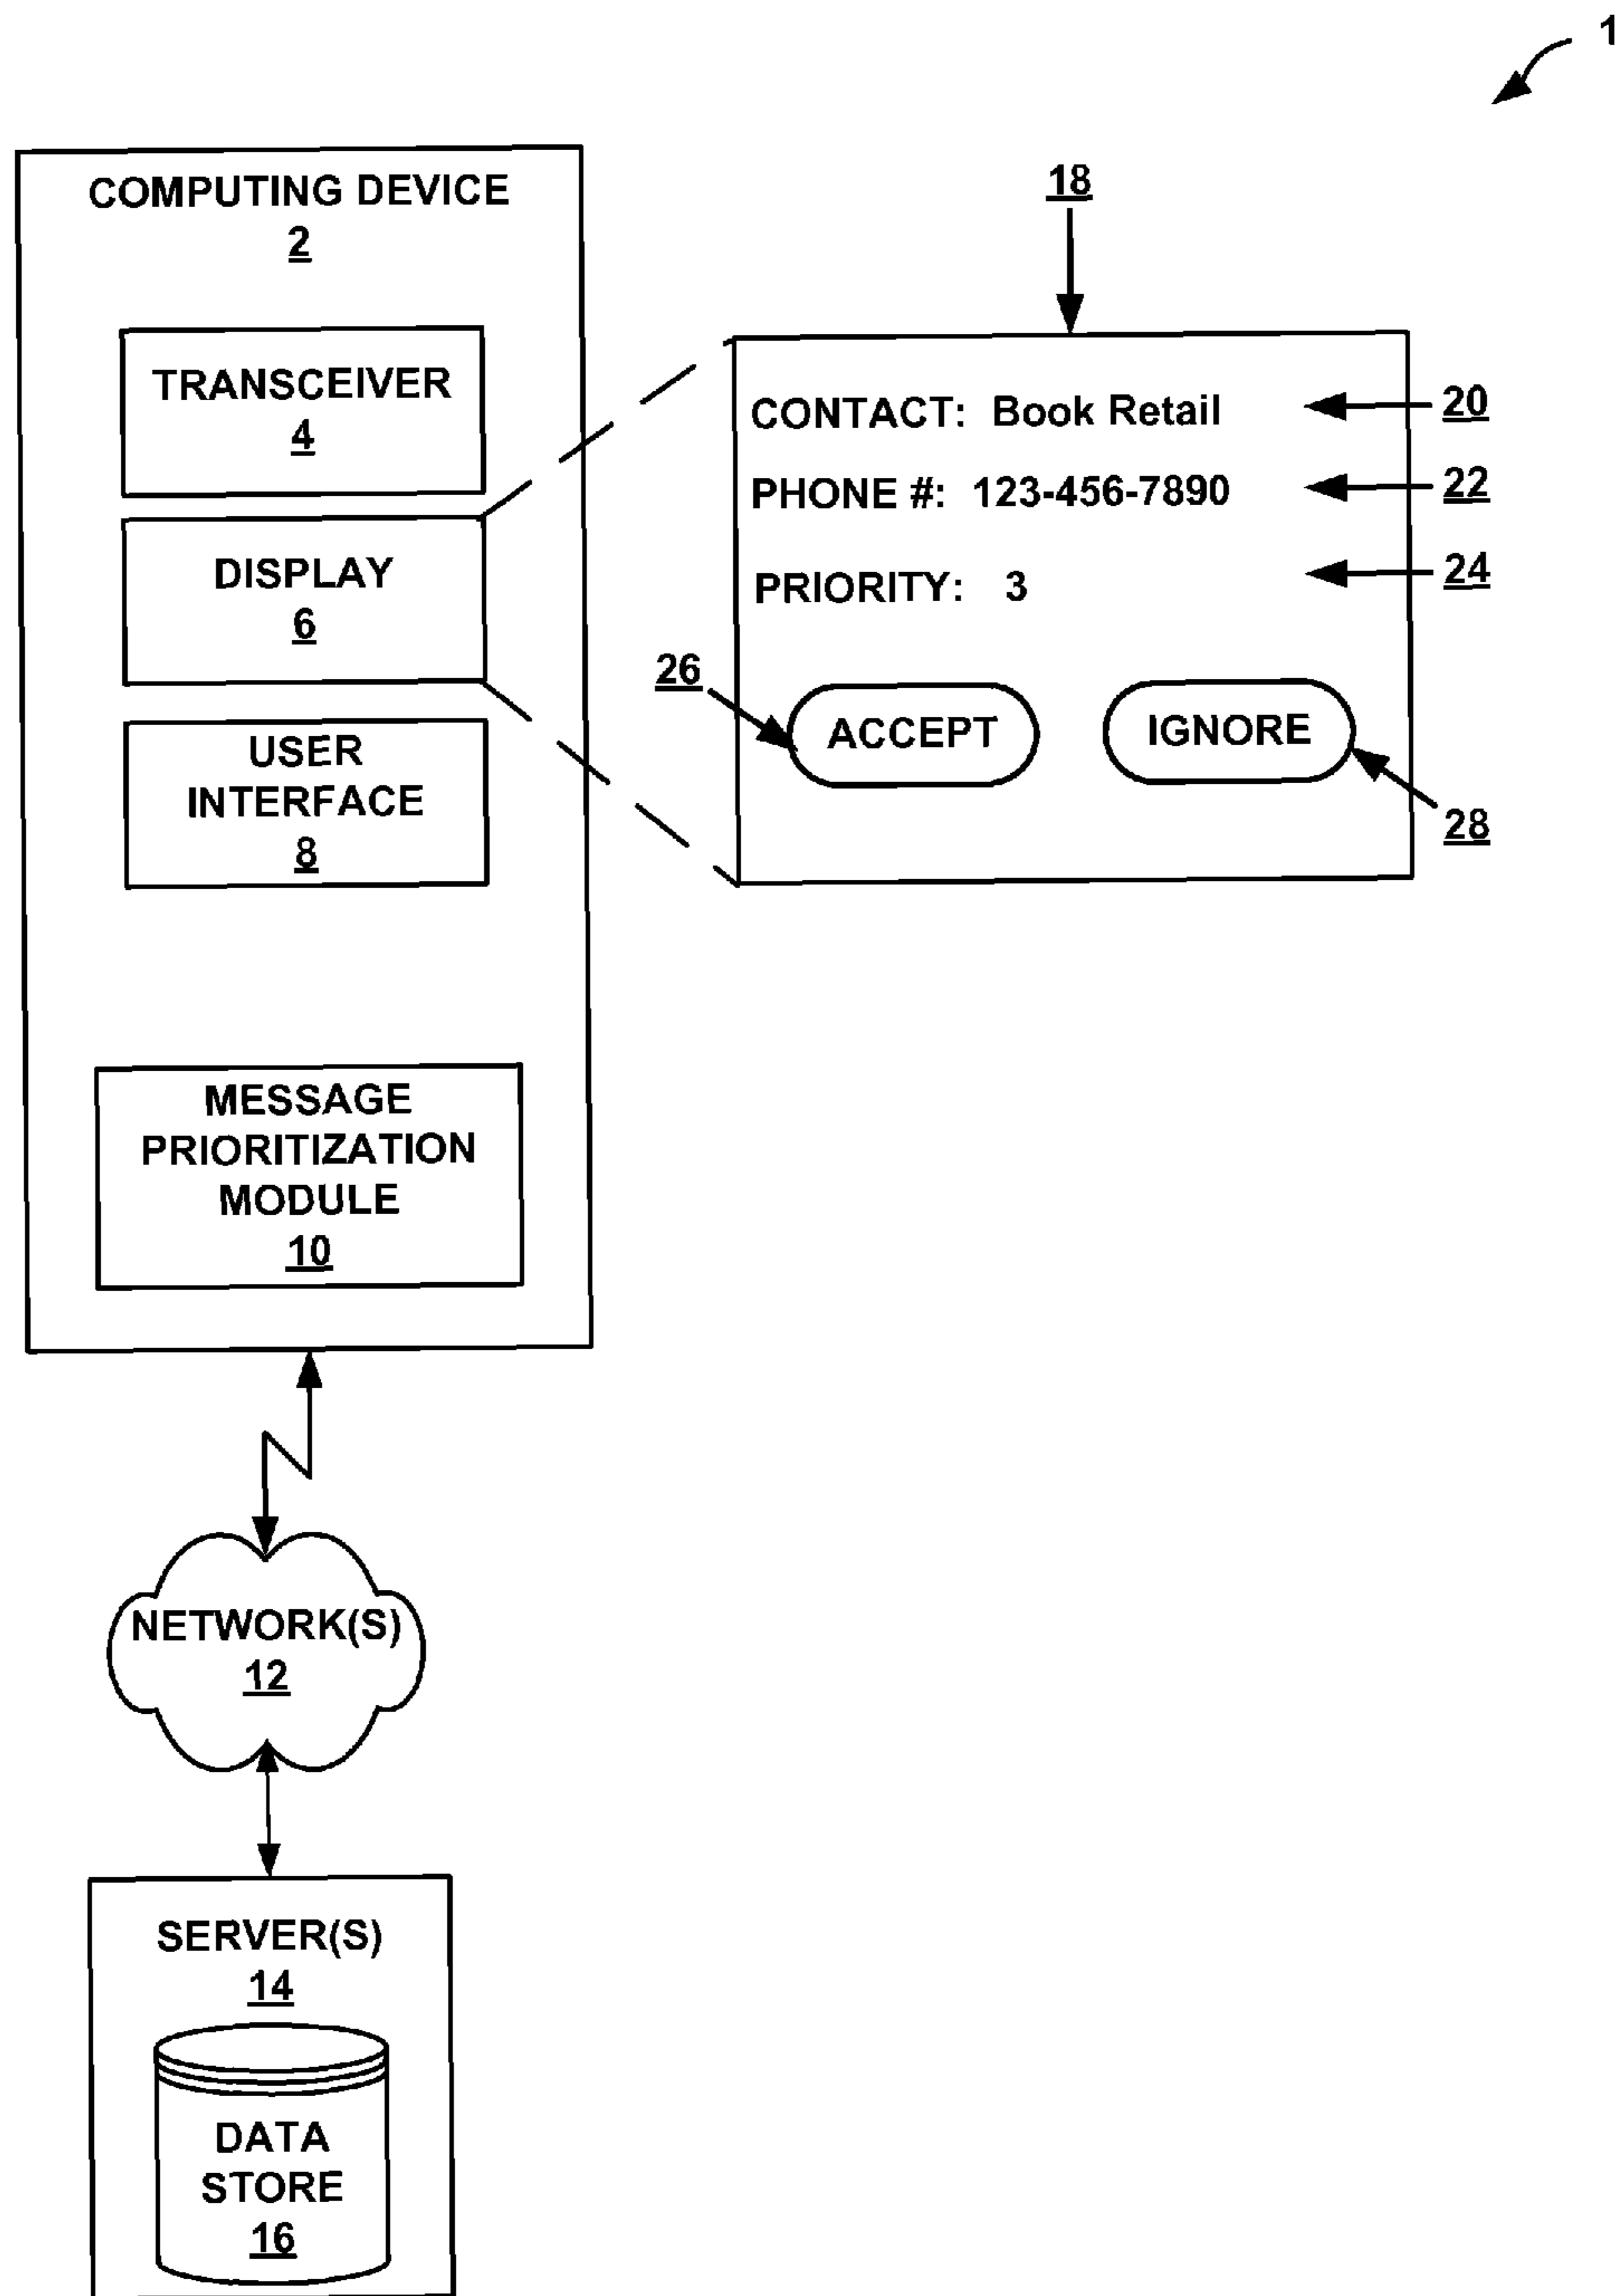 1
COMPUTING DEVICE
2
TRANSCEIVER
4
DISPLAY
6
USER
INTERFACE
8
MESSAGE
PRIORITIZATION
MODULE
10
18
CONTACT: Book Retail
20
PHONE #: 123-456-7890
22
PRIORITY: 3
24
26
ACCEPT
IGNORE
28
NETWORK(S)
12
SERVER(S)
14
DATA
STORE
16